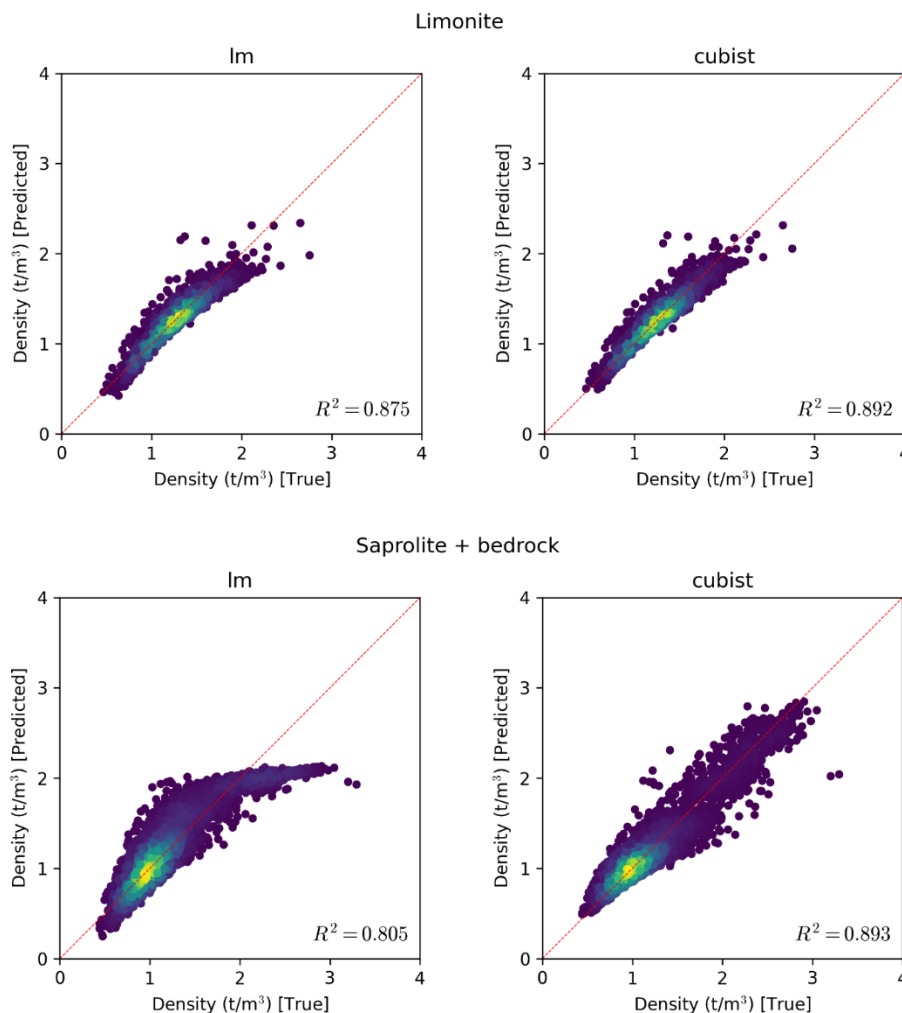 Limonite
lm
cubist
4
3
2
1
0
Density (t/m³) [Predicted]
R² = 0.875
0 1 2 3 4
Density (t/m³) [True]
4
3
2
1
0
Density (t/m³) [Predicted]
R² = 0.892
0 1 2 3 4
Density (t/m³) [True]
Saprolite + bedrock
lm
cubist
4
3
2
1
0
Density (t/m³) [Predicted]
R² = 0.805
0 1 2 3 4
Density (t/m³) [True]
4
3
2
1
0
Density (t/m³) [Predicted]
R² = 0.893
0 1 2 3 4
Density (t/m³) [True]